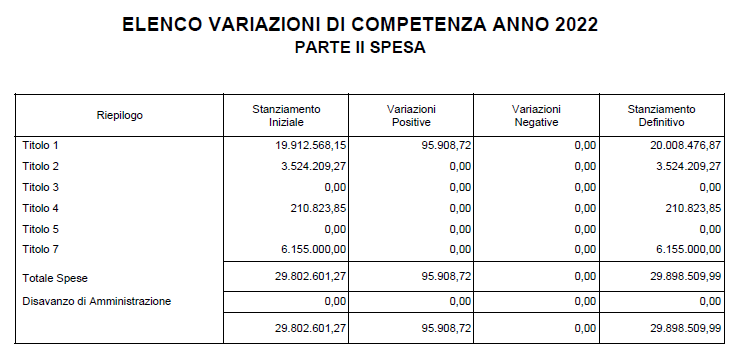 ELENCO VARIAZIONI DI COMPETENZA ANNO 2022
PARTE II SPESA
Riepilogo Stanziamento Iniziale Variazioni Positive Variazioni Negative Stanziamento Definitivo
Titolo 1 19.912.568,15 95.908,72 0,00 20.008.476,87
Titolo 2 3.524.209,27 0,00 0,00 3.524.209,27
Titolo 3 0,00 0,00 0,00 0,00
Titolo 4 210.823,85 0,00 0,00 210.823,85
Titolo 5 0,00 0,00 0,00 0,00
Titolo 7 6.155.000,00 0,00 0,00 6.155.000,00
Totale Spese 29.802.601,27 95.908,72 0,00 29.898.509,99
Disavanzo di Amministrazione 0,00 0,00 0,00 0,00
29.802.601,27 95.908,72 0,00 29.898.509,99